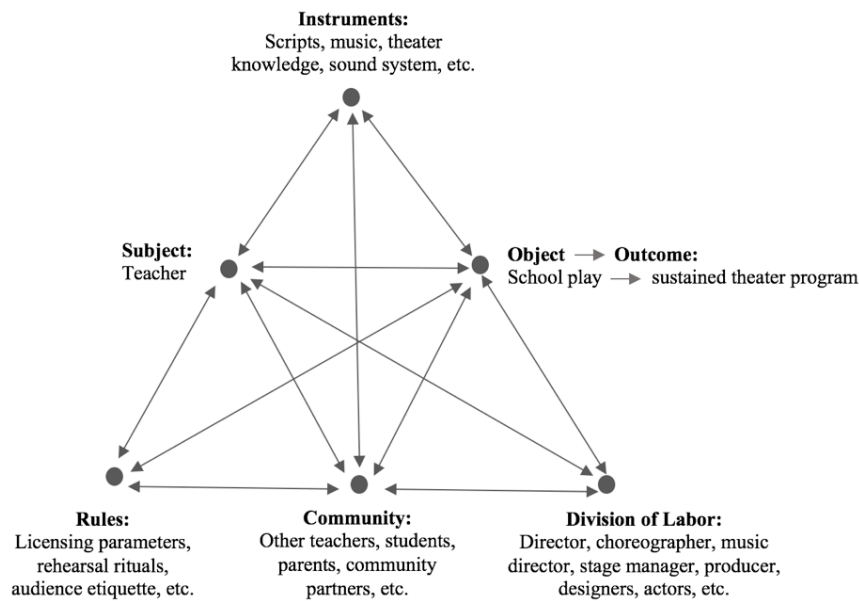 Instruments:
Scripts, music, theater
knowledge, sound system, etc.
Subject:
Teacher
Object → Outcome:
School play → sustained theater program
Rules:
Licensing parameters,
rehearsal rituals,
audience etiquette, etc.
Community:
Other teachers, students,
parents, community
partners, etc.
Division of Labor:
Director, choreographer, music
director, stage manager, producer,
designers, actors, etc.